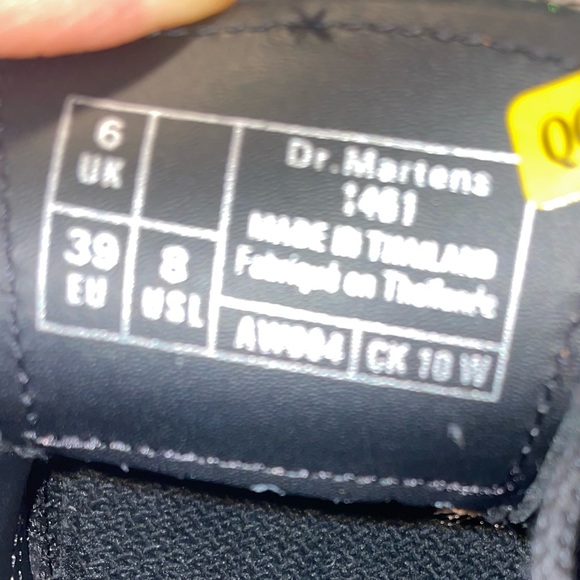 6
UK
39
EU
8
USL
Dr.Martens
1461
MADE IN THAILAND
Fabriqué en Thaïlande
AW004
CK 10 W